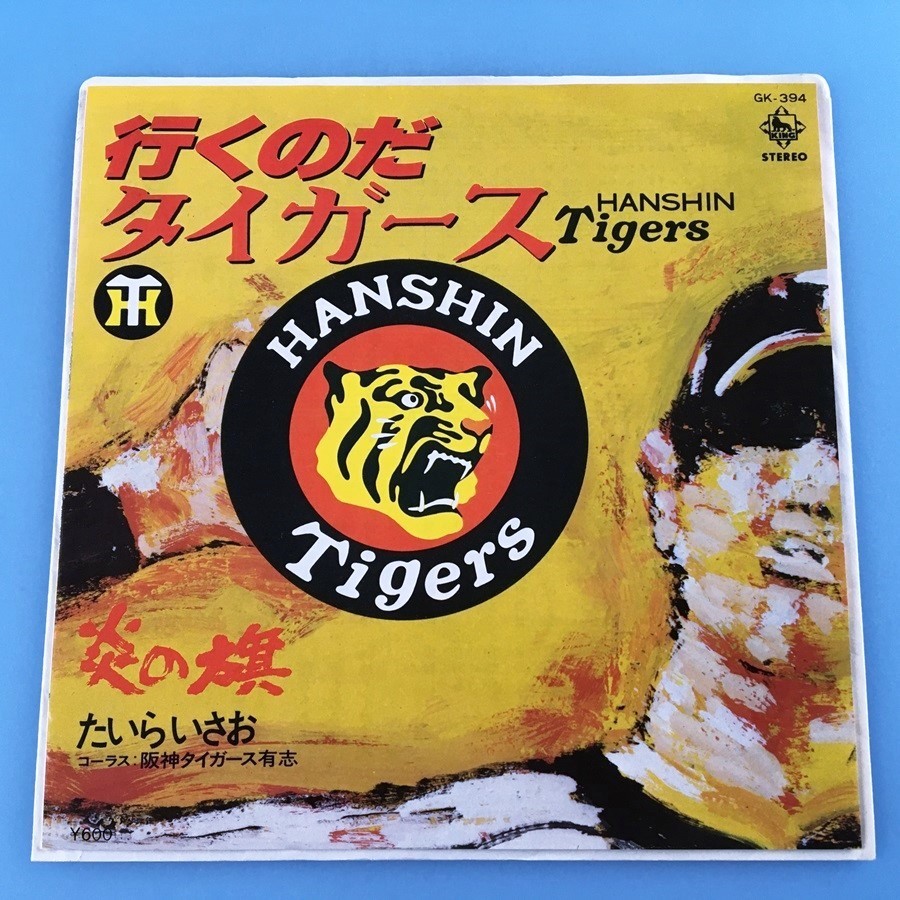 GK-394
KING
STEREO
行くのだ
タイガース
HANSHIN
Tigers
HANSHIN
Tigers
炎の旗
たいらいさお
コーラス:阪神タイガース有志
¥600